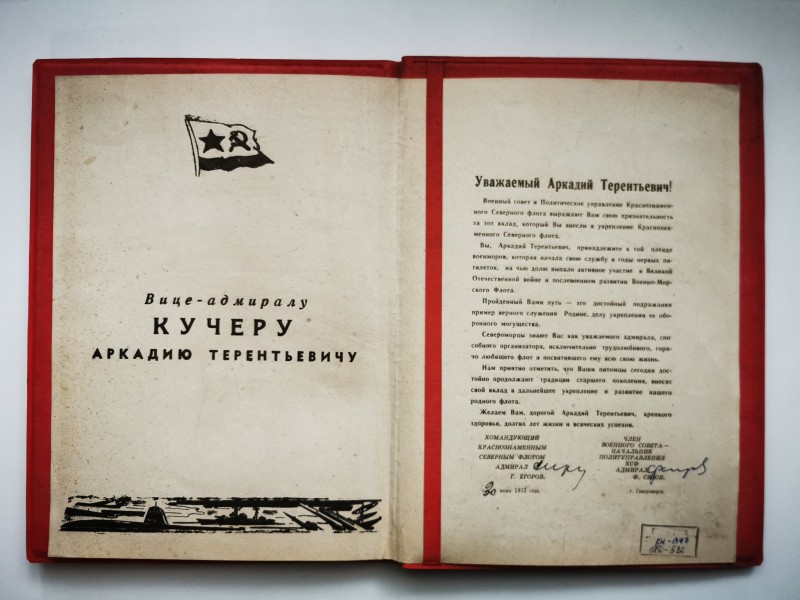 Вице-адмиралу
КУЧЕРУ
АРКАДИЮ ТЕРЕНТЬЕВИЧУ
Уважаемый Аркадий Терентьевич!
Военный совет и Политическое управление Краснознамен-
ного Северного флота выражают Вам свою признательность
за тот вклад, который Вы внесли в укрепление Краснозна-
менного Северного флота.
Вы, Аркадий Терентьевич, принадлежите к той плеяде
военморов, которая начала свою службу в годы первых пя-
тилеток, на чью долю выпало активное участие в Великой
Отечественной войне и послевоенном развитии Военно-Мор-
ского Флота.
Пройденный Вами путь — это достойный подражания
пример верного служения Родине, делу укрепления ее обо-
ронного могущества.
Североморцы знают Вас как уважаемого адмирала, спо-
собного организатора, исключительно трудолюбивого, горя-
чо любящего флот и посвятившего ему всю свою жизнь.
Нам приятно отметить, что Ваши питомцы сегодня дос-
тойно продолжают традиции старшего поколения, вносят
свой вклад в дальнейшее укрепление и развитие нашего
родного флота.
Желаем Вам, дорогой Аркадий Терентьевич, крепкого
здоровья, долгих лет жизни и всяческих успехов.
КОМАНДУЮЩИЙ
КРАСНОЗНАМЕННЫМ
СЕВЕРНЫМ ФЛОТОМ
АДМИРАЛ
Г. ЕГОРОВ.
ЧЛЕН
ВОЕННОГО СОВЕТА —
НАЧАЛЬНИК
ПОЛИТУПРАВЛЕНИЯ
КСФ
АДМИРАЛ
Ф. СИЗОВ.
30 июня 197 года
г. Североморск.